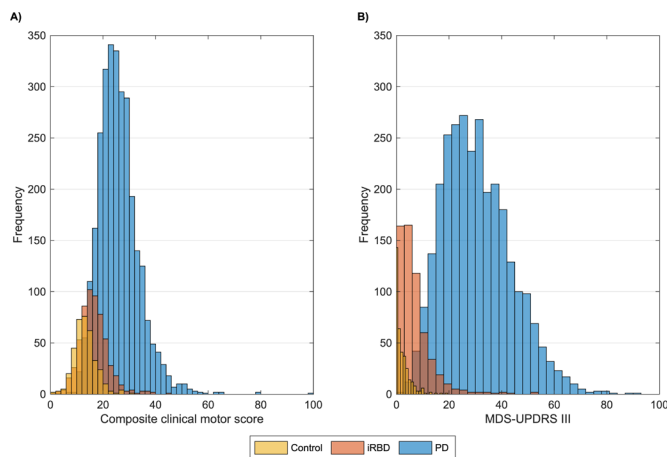 A)
350
300
250
200
150
100
50
0
Frequency
0 20 40 60 80 100
Composite clinical motor score
B)
350
300
250
200
150
100
50
0
Frequency
0 20 40 60 80 100
MDS-UPDRS III
Control iRBD PD